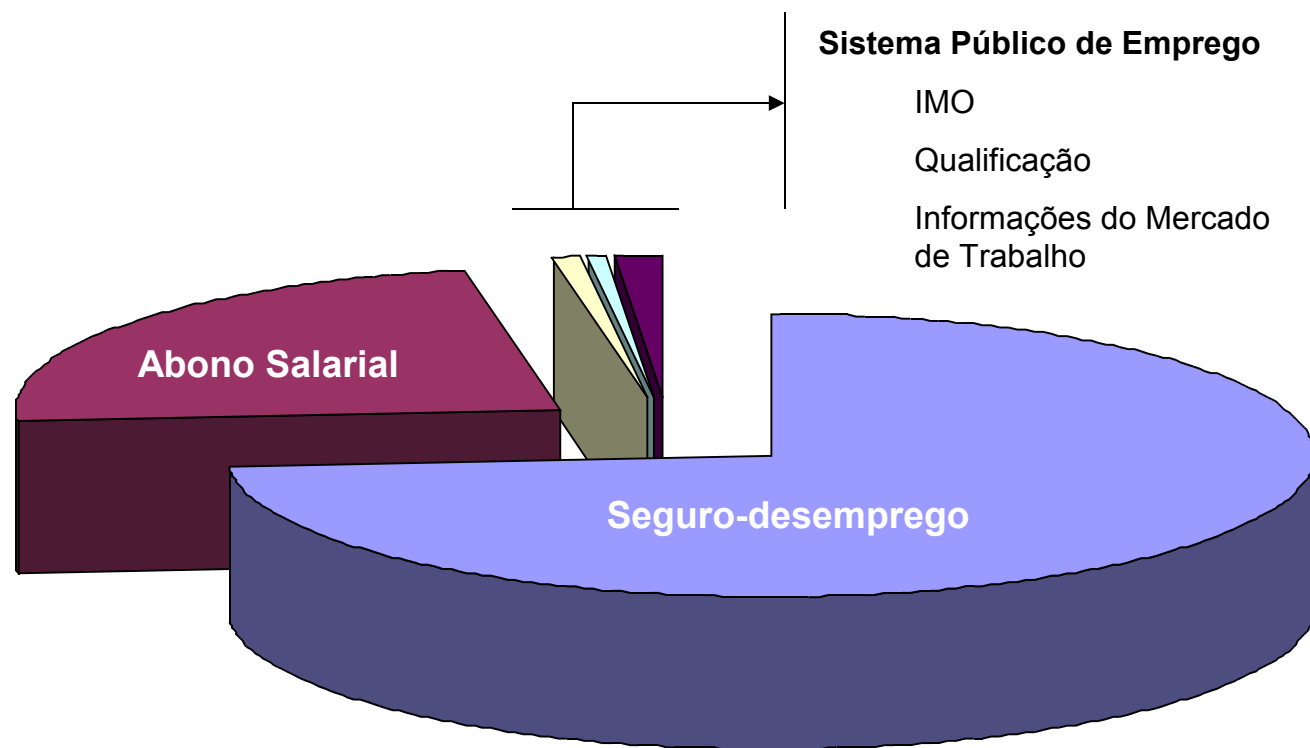 Sistema Público de Emprego
IMO
Qualificação
Informações do Mercado
de Trabalho
Abono Salarial
Seguro-desemprego